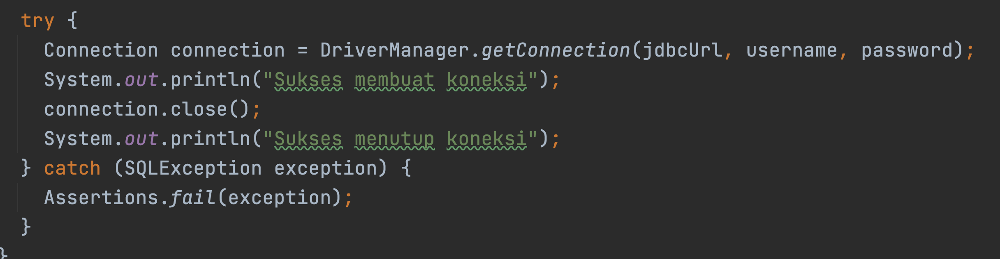 try {
Connection connection = DriverManager.getConnection(jdbcUrl, username, password);
System.out.println("Sukses membuat koneksi");
connection.close();
System.out.println("Sukses menutup koneksi");
} catch (SQLException exception) {
Assertions.fail(exception);
}
}